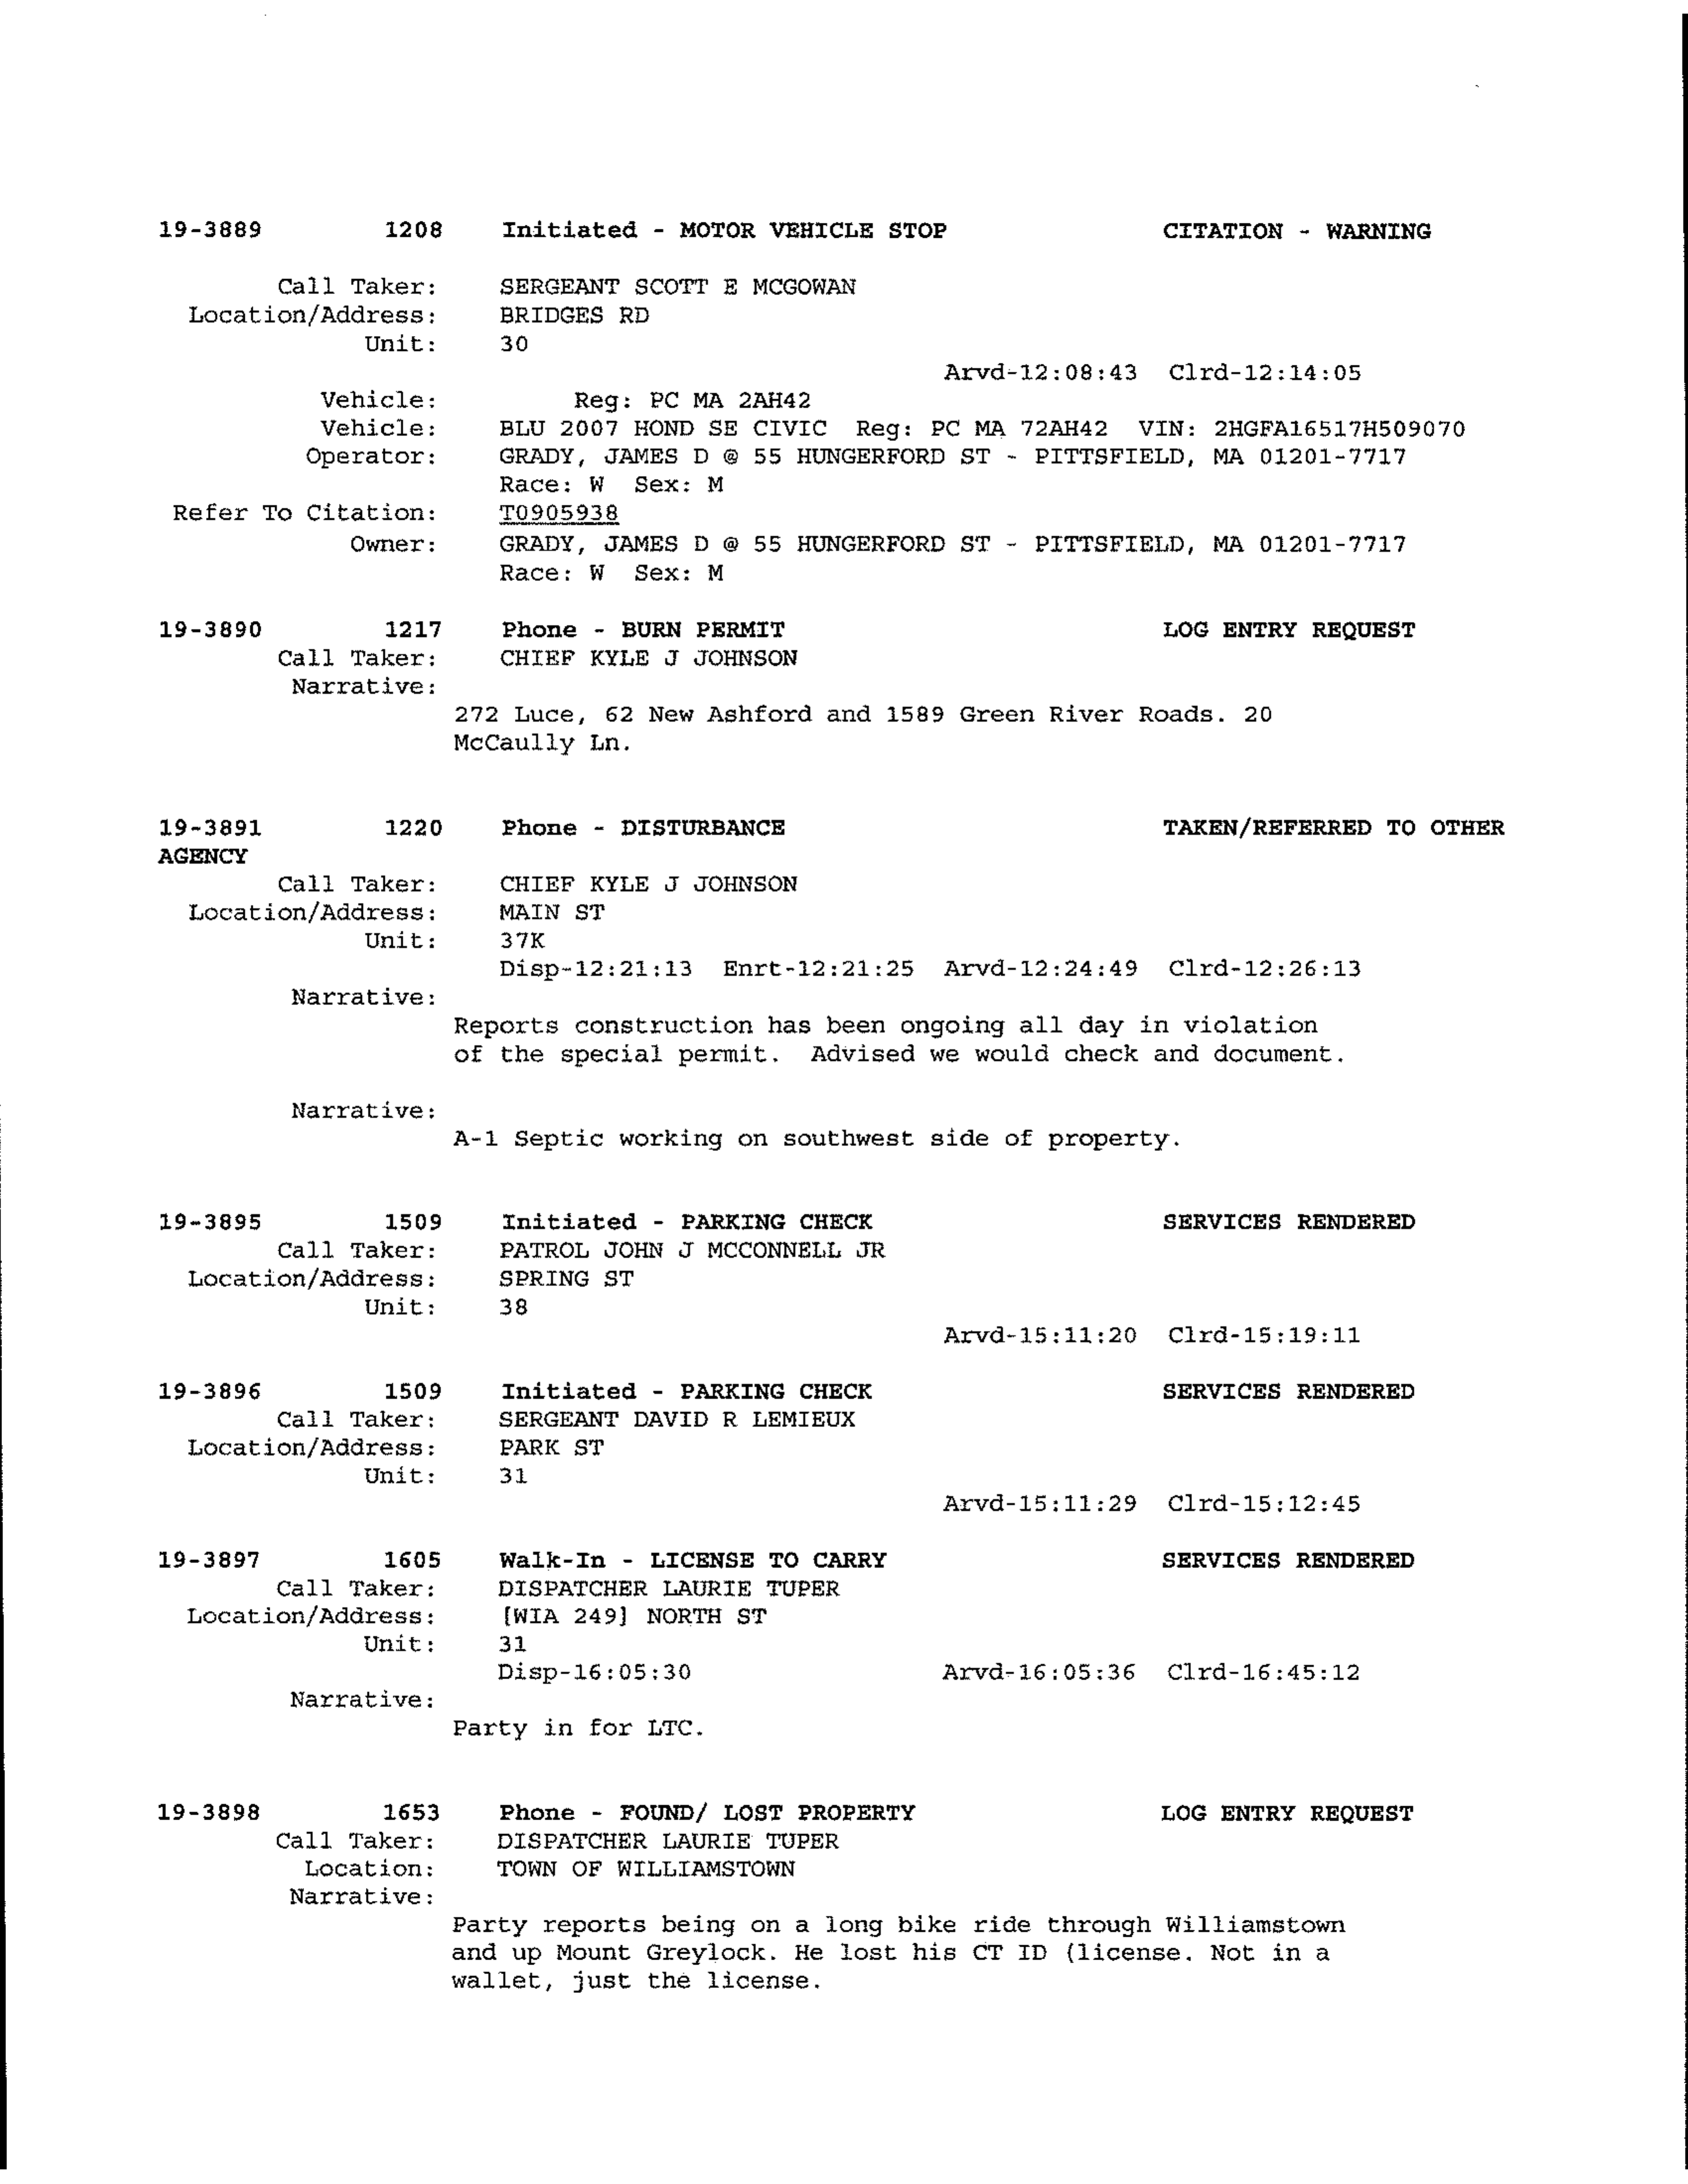 19-3889 1208 Initiated - MOTOR VEHICLE STOP CITATION - WARNING
Call Taker: SERGEANT SCOTT E MCGOWAN
Location/Address: BRIDGES RD
Unit: 30
Arvd-12:08:43 Clrd-12:14:05
Vehicle: Reg: PC MA 2AH42
Vehicle: BLU 2007 HOND SE CIVIC Reg: PC MA 72AH42 VIN: 2HGFA16517H509070
Operator: GRADY, JAMES D @ 55 HUNGERFORD ST - PITTSFIELD, MA 01201-7717
Race: W Sex: M
Refer To Citation: T0905938
Owner: GRADY, JAMES D @ 55 HUNGERFORD ST - PITTSFIELD, MA 01201-7717
Race: W Sex: M
19-3890 1217 Phone - BURN PERMIT LOG ENTRY REQUEST
Call Taker: CHIEF KYLE J JOHNSON
Narrative:
272 Luce, 62 New Ashford and 1589 Green River Roads. 20
McCaully Ln.
19-3891 1220 Phone - DISTURBANCE TAKEN/REFERRED TO OTHER
AGENCY
Call Taker: CHIEF KYLE J JOHNSON
Location/Address: MAIN ST
Unit: 37K
Disp-12:21:13 Enrt-12:21:25 Arvd-12:24:49 Clrd-12:26:13
Narrative:
Reports construction has been ongoing all day in violation
of the special permit. Advised we would check and document.
Narrative:
A-1 Septic working on southwest side of property.
19-3895 1509 Initiated - PARKING CHECK SERVICES RENDERED
Call Taker: PATROL JOHN J MCCONNELL JR
Location/Address: SPRING ST
Unit: 38
Arvd-15:11:20 Clrd-15:19:11
19-3896 1509 Initiated - PARKING CHECK SERVICES RENDERED
Call Taker: SERGEANT DAVID R LEMIEUX
Location/Address: PARK ST
Unit: 31
Arvd-15:11:29 Clrd-15:12:45
19-3897 1605 Walk-In - LICENSE TO CARRY SERVICES RENDERED
Call Taker: DISPATCHER LAURIE TUPER
Location/Address: [WIA 249] NORTH ST
Unit: 31
Disp-16:05:30 Arvd-16:05:36 Clrd-16:45:12
Narrative:
Party in for LTC.
19-3898 1653 Phone - FOUND/ LOST PROPERTY LOG ENTRY REQUEST
Call Taker: DISPATCHER LAURIE TUPER
Location: TOWN OF WILLIAMSTOWN
Narrative:
Party reports being on a long bike ride through Williamstown
and up Mount Greylock. He lost his CT ID (license. Not in a
wallet, just the license.